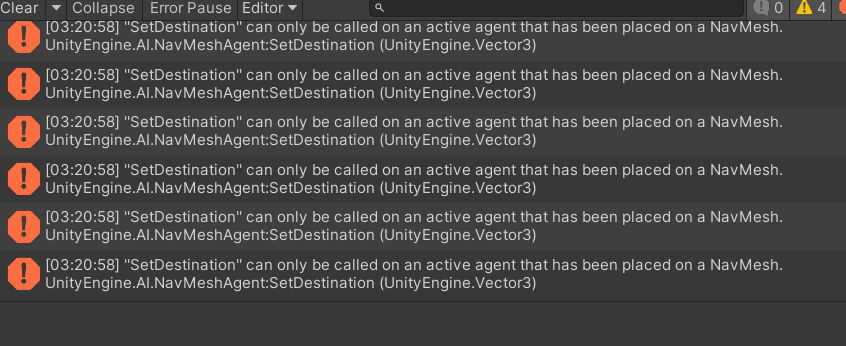 Clear Collapse Error Pause Editor 0 4
[03:20:58] "SetDestination" can only be called on an active agent that has been placed on a NavMesh.
UnityEngine.AI.NavMeshAgent:SetDestination (UnityEngine.Vector3)
[03:20:58] "SetDestination" can only be called on an active agent that has been placed on a NavMesh.
UnityEngine.AI.NavMeshAgent:SetDestination (UnityEngine.Vector3)
[03:20:58] "SetDestination" can only be called on an active agent that has been placed on a NavMesh.
UnityEngine.AI.NavMeshAgent:SetDestination (UnityEngine.Vector3)
[03:20:58] "SetDestination" can only be called on an active agent that has been placed on a NavMesh.
UnityEngine.AI.NavMeshAgent:SetDestination (UnityEngine.Vector3)
[03:20:58] "SetDestination" can only be called on an active agent that has been placed on a NavMesh.
UnityEngine.AI.NavMeshAgent:SetDestination (UnityEngine.Vector3)
[03:20:58] "SetDestination" can only be called on an active agent that has been placed on a NavMesh.
UnityEngine.AI.NavMeshAgent:SetDestination (UnityEngine.Vector3)